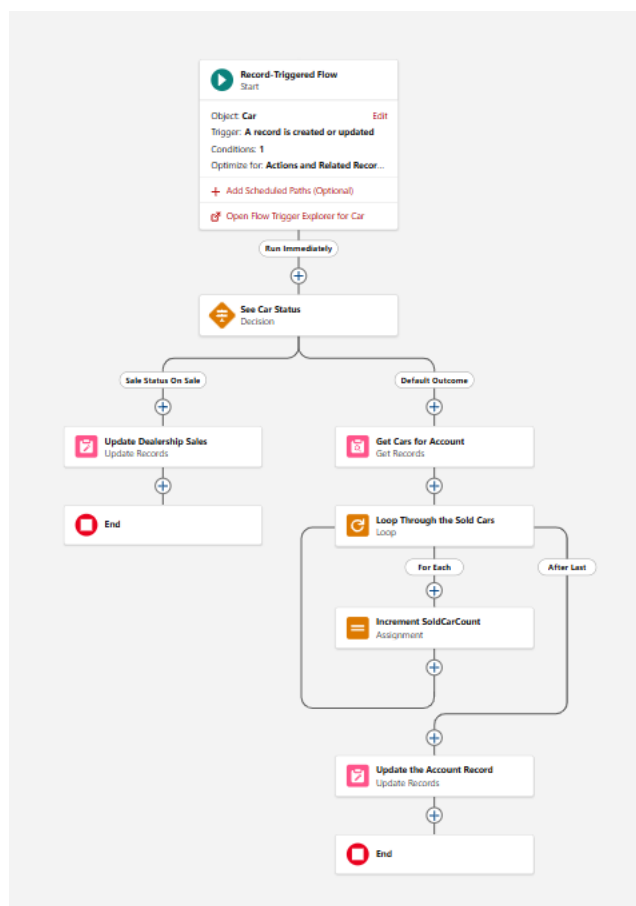 Record-Triggered Flow
Start
Object: Car Edit
Trigger: A record is created or updated
Conditions: 1
Optimize for: Actions and Related Recor...
Add Scheduled Paths (Optional)
Open Flow Trigger Explorer for Car
Run Immediately
See Car Status
Decision
Sale Status On Sale Default Outcome
Update Dealership Sales
Update Records
Get Cars for Account
Get Records
End
Loop Through the Sold Cars
Loop
For Each After Last
Increment SoldCarCount
Assignment
Update the Account Record
Update Records
End